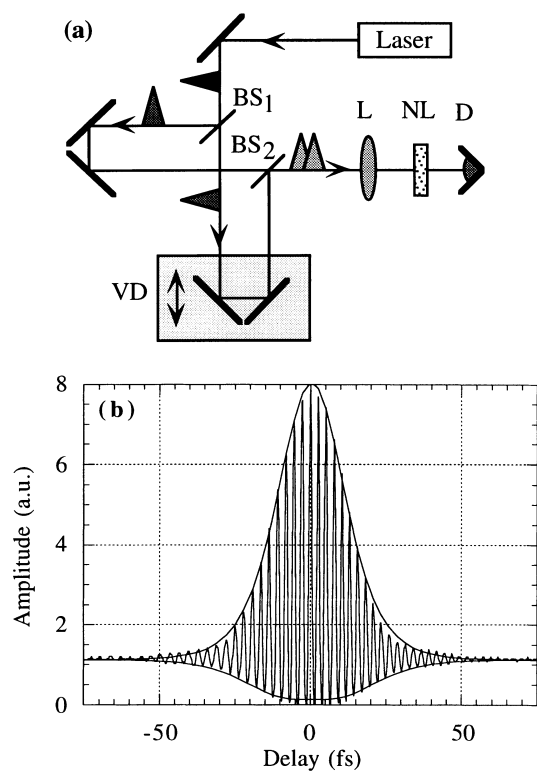 (a)
Laser
BS1
BS2
L NL D
VD
(b)
8
6
4
2
0
Amplitude (a.u.)
-50 0 50
Delay (fs)